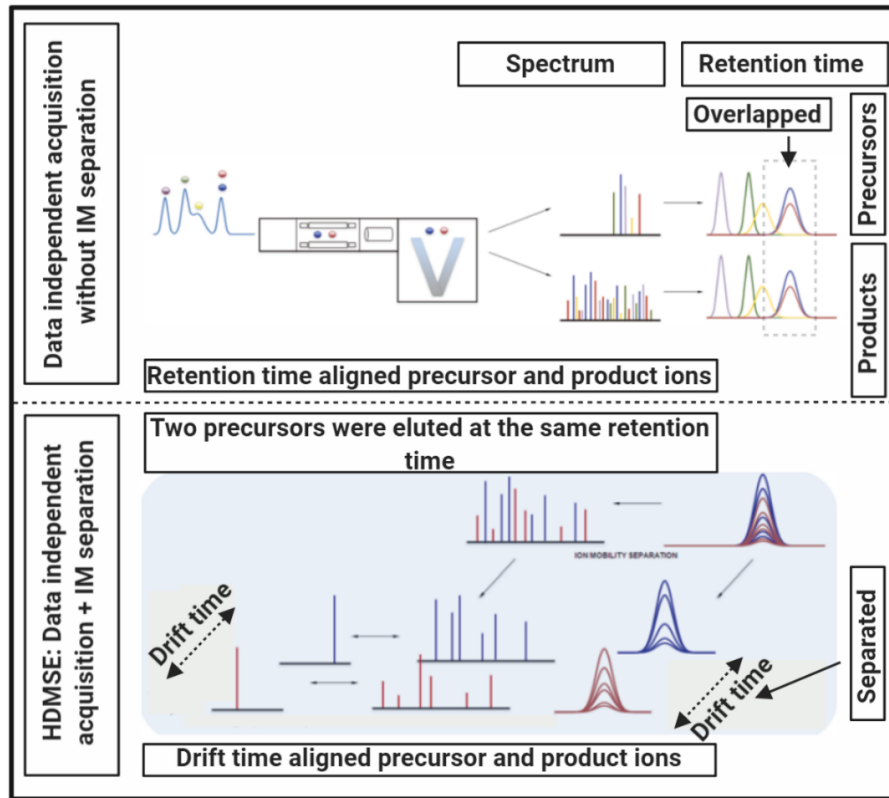 Data independent acquisition
without IM separation
Spectrum
Retention time
Overlapped
Precursors
Products
Retention time aligned precursor and product ions
HDMSE: Data independent
acquisition + IM separation
Two precursors were eluted at the same retention
time
ION MOBILITY SEPARATION
Drift time
Drift time
Separated
Drift time aligned precursor and product ions